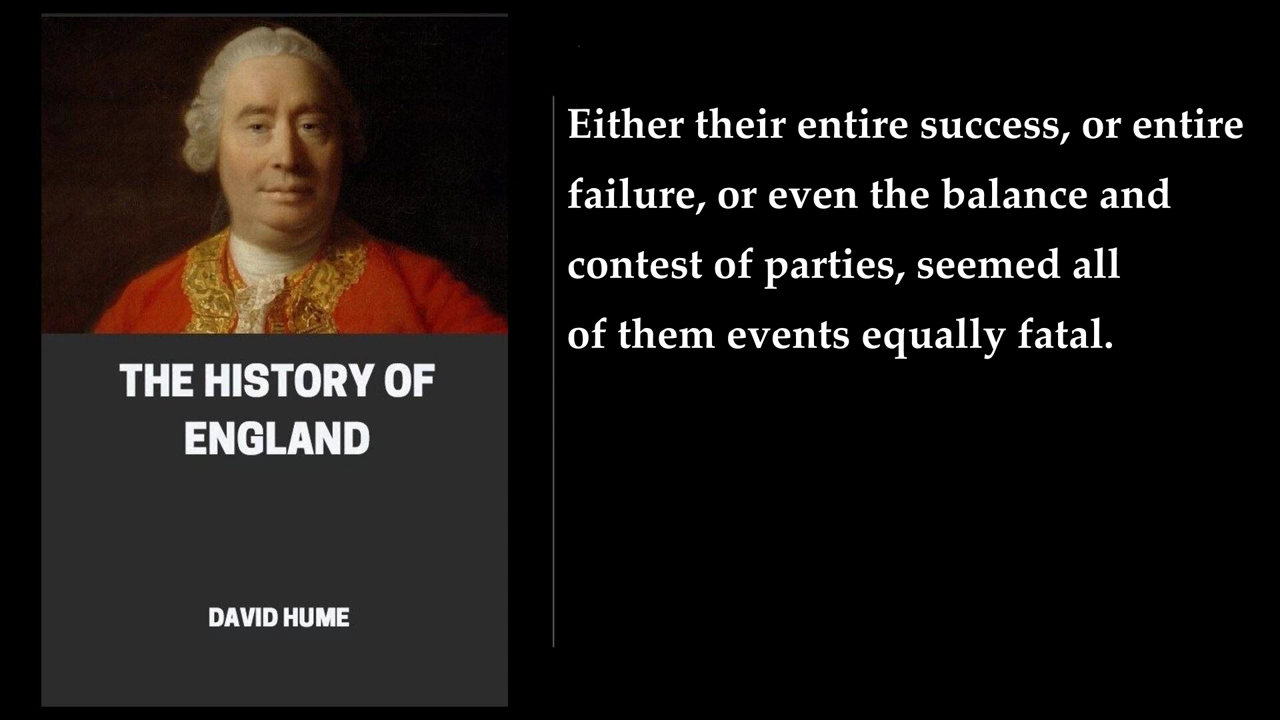 THE HISTORY OF
ENGLAND
DAVID HUME
Either their entire success, or entire
failure, or even the balance and
contest of parties, seemed all
of them events equally fatal.